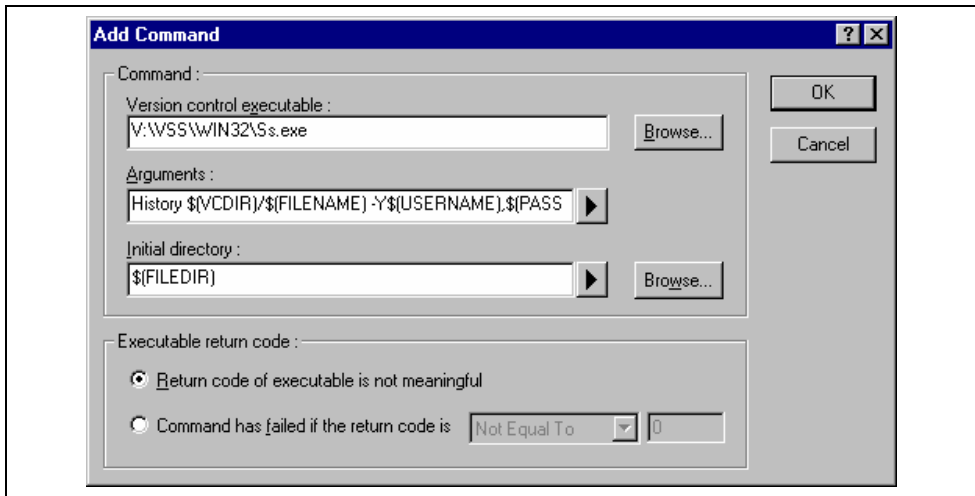 Add Command
Command :
Version control executable :
V:\VSS\WIN32\Ss.exe
Browse...
Arguments :
History $(VCDIR)/$(FILENAME) -Y$(USERNAME),$(PASS
Initial directory :
$(FILEDIR)
Browse...
OK
Cancel
Executable return code :
Return code of executable is not meaningful
Command has failed if the return code is
Not Equal To
0